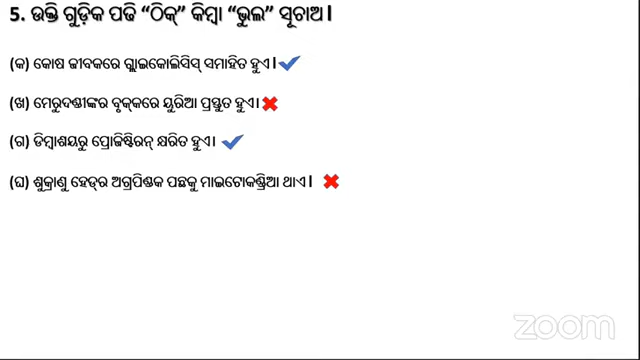 5. ଉକ୍ତି ଗୁଡ଼ିକ ପଢି “ଠିକ୍” କିମ୍ବା “ଭୁଲ” ସୂଚାଅ l
(କ) କୋଷ ଜୀବକରେ ଗ୍ଲାଇକୋଲିସିସ୍ ସମାହିତ ହୁଏ l
(ଖ) ମେରୁଦଣ୍ଡୀଙ୍କର ବୃକ୍‌କରେ ୟୁରିଆ ପ୍ରସ୍ତୁତ ହୁଏ।
(ଗ) ଡିମ୍ବାଶୟରୁ ପ୍ରୋଜିଷ୍ଟିରନ୍ କ୍ଷରିତ ହୁଏ।
(ଘ) ଶୁକ୍ରାଣୁ ହେଡ୍‌ର ଅଗ୍ରପିଣ୍ଡକ ପଛକୁ ମାଇଟୋକଣ୍ଡ୍ରିଆ ଥାଏ l
zoom